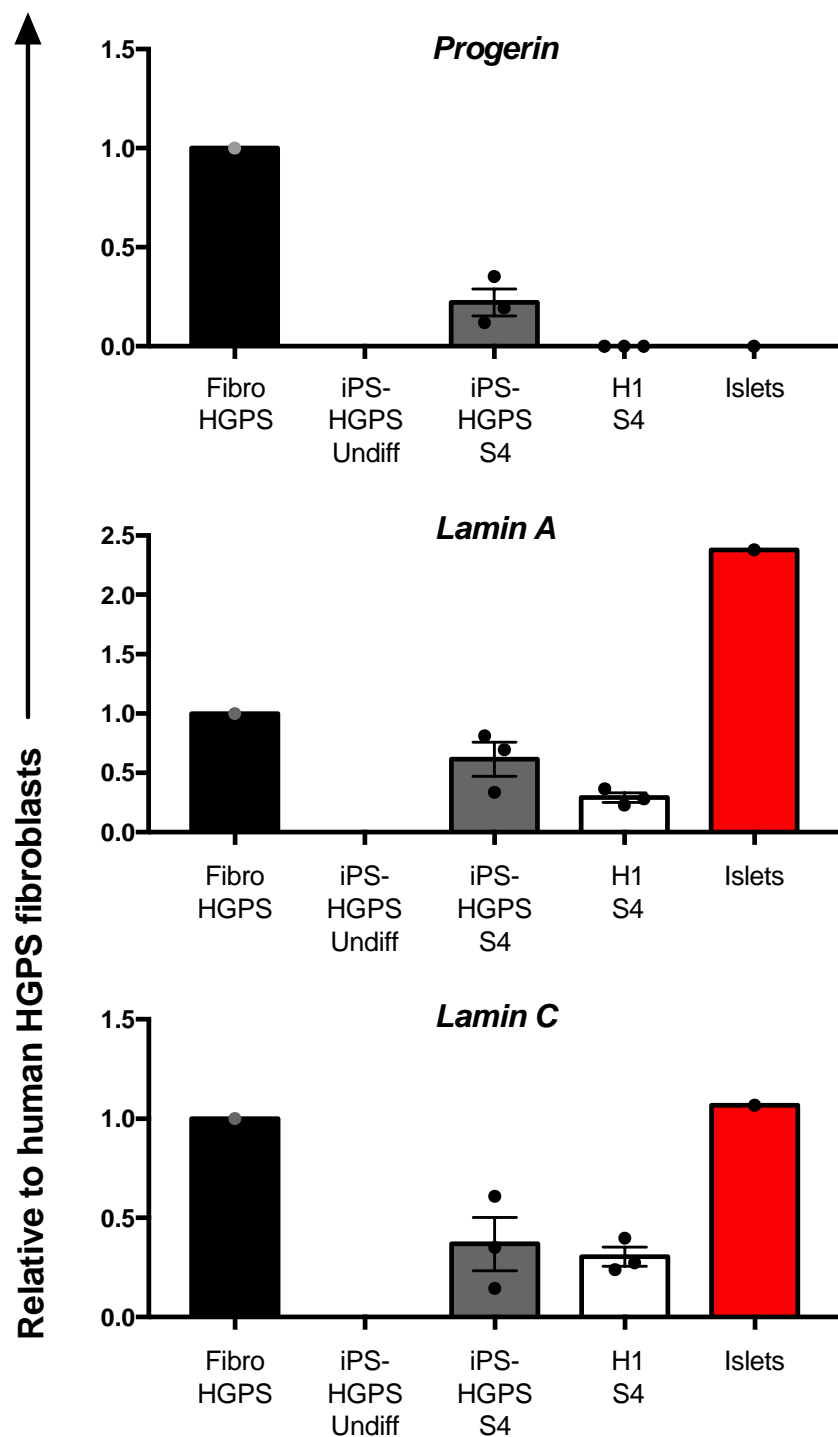 Relative to human HGPS fibroblasts
Progerin
1.5
1.0
0.5
0.0
Fibro
HGPS
iPS-
HGPS
Undiff
iPS-
HGPS
S4
H1
S4
Islets
Lamin A
2.5
2.0
1.5
1.0
0.5
0.0
Fibro
HGPS
iPS-
HGPS
Undiff
iPS-
HGPS
S4
H1
S4
Islets
Lamin C
1.5
1.0
0.5
0.0
Fibro
HGPS
iPS-
HGPS
Undiff
iPS-
HGPS
S4
H1
S4
Islets